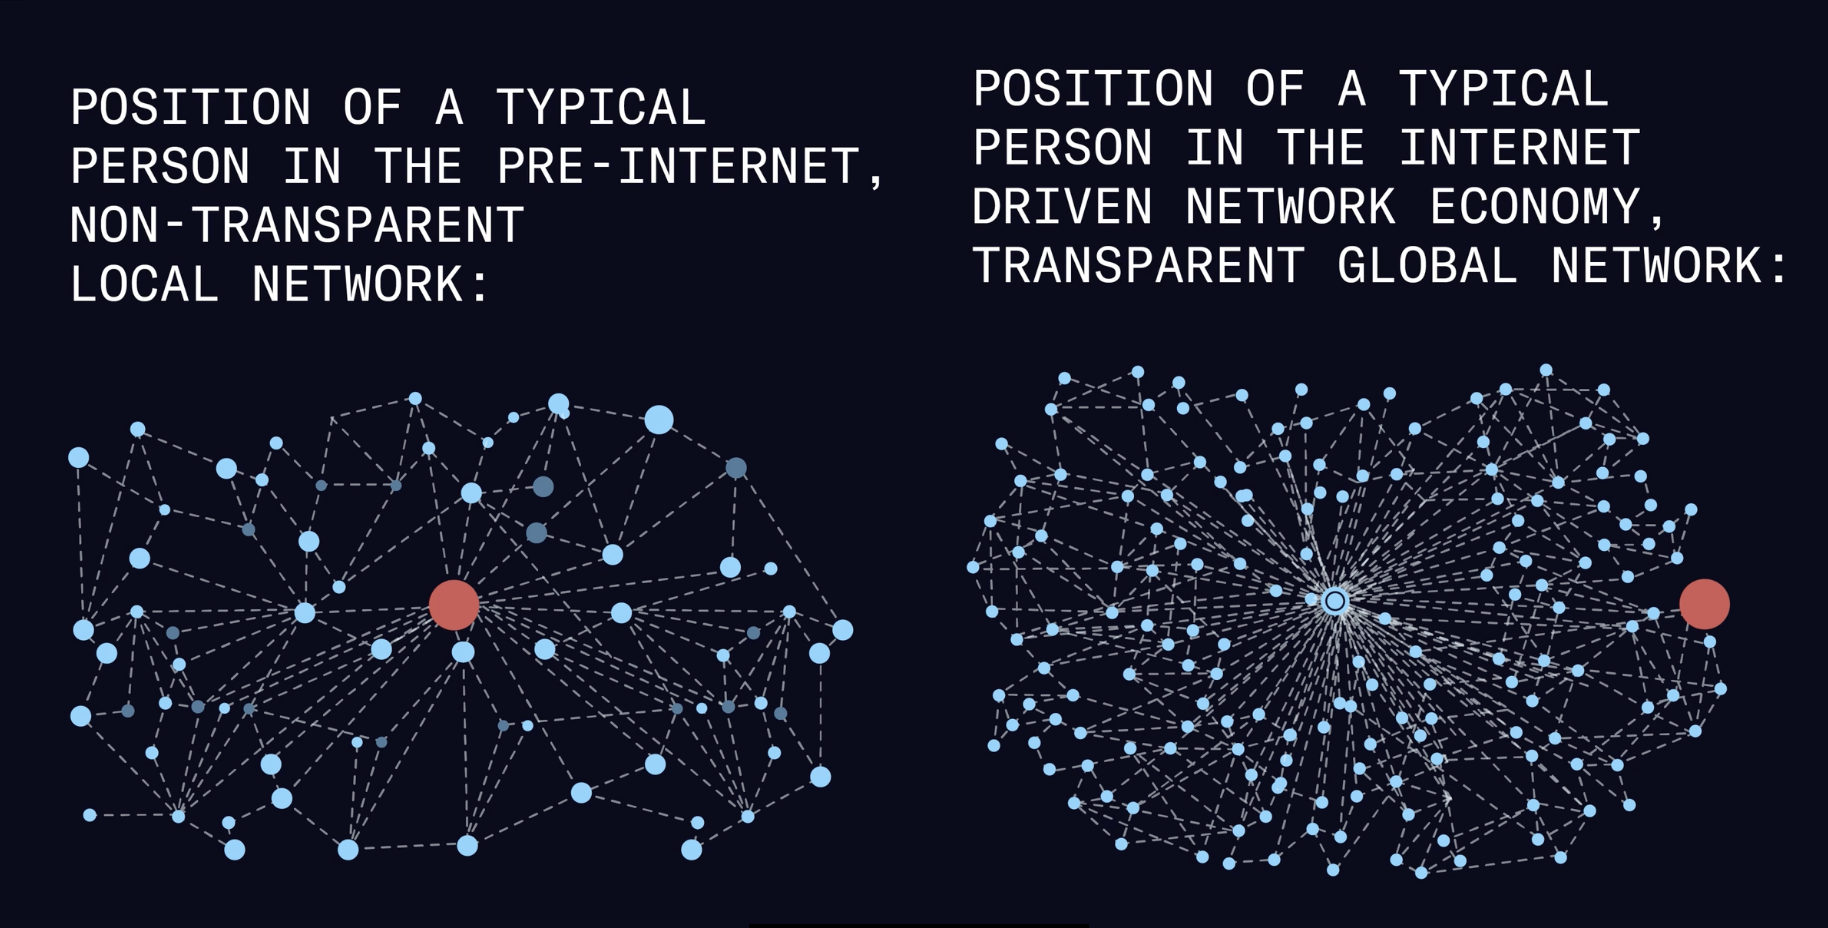 POSITION OF A TYPICAL
PERSON IN THE PRE-INTERNET,
NON-TRANSPARENT
LOCAL NETWORK:
POSITION OF A TYPICAL
PERSON IN THE INTERNET
DRIVEN NETWORK ECONOMY,
TRANSPARENT GLOBAL NETWORK: